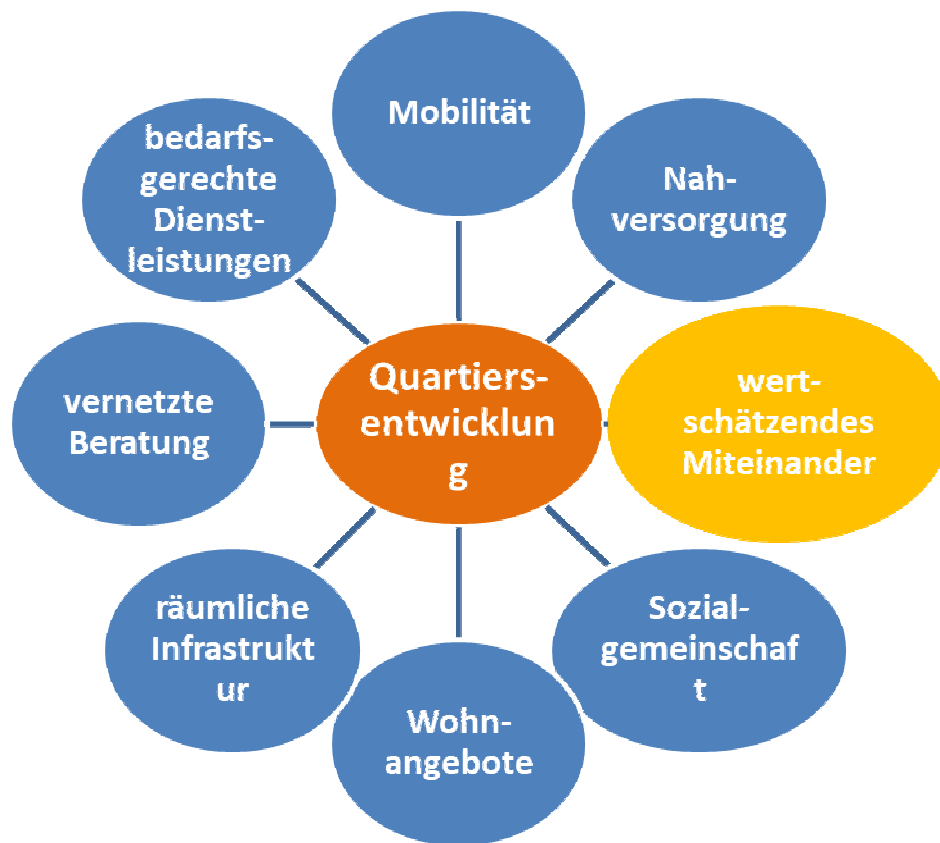 Mobilität
bedarfs-
gerechte
Dienst-
leistungen
Nah-
versorgung
vernetzte
Beratung
Quartiers-
entwicklun
g
wert-
schätzendes
Miteinander
räumliche
Infrastrukt
ur
Sozial-
gemeinschaf
t
Wohn-
angebote